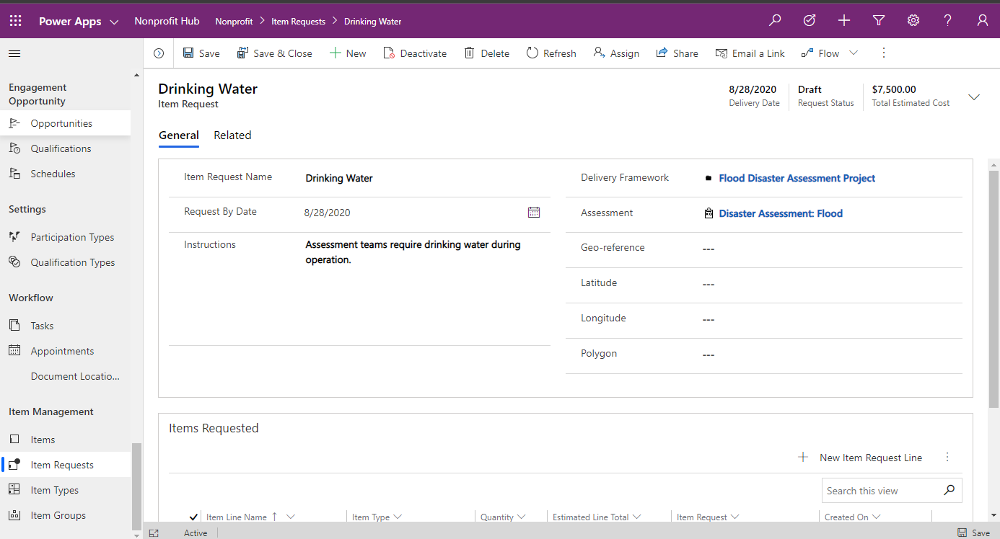 Power Apps Nonprofit Hub Nonprofit > Item Requests > Drinking Water ?
Save Save & Close New Deactivate Delete Refresh Assign Share Email a Link Flow
Engagement
Opportunity
Opportunities
Qualifications
Schedules
Settings
Participation Types
Qualification Types
Workflow
Tasks
Appointments
Document Locatio...
Item Management
Items
Item Requests
Item Types
Item Groups
Drinking Water
Item Request
8/28/2020
Delivery Date
Draft
Request Status
$7,500.00
Total Estimated Cost
General Related
Item Request Name Drinking Water
Request By Date 8/28/2020
Instructions Assessment teams require drinking water during
operation.
Delivery Framework Flood Disaster Assessment Project
Assessment Disaster Assessment: Flood
Geo-reference ---
Latitude ---
Longitude ---
Polygon ---
Items Requested
New Item Request Line
Search this view
Item Line Name Item Type Quantity Estimated Line Total Item Request Created On
Active Save